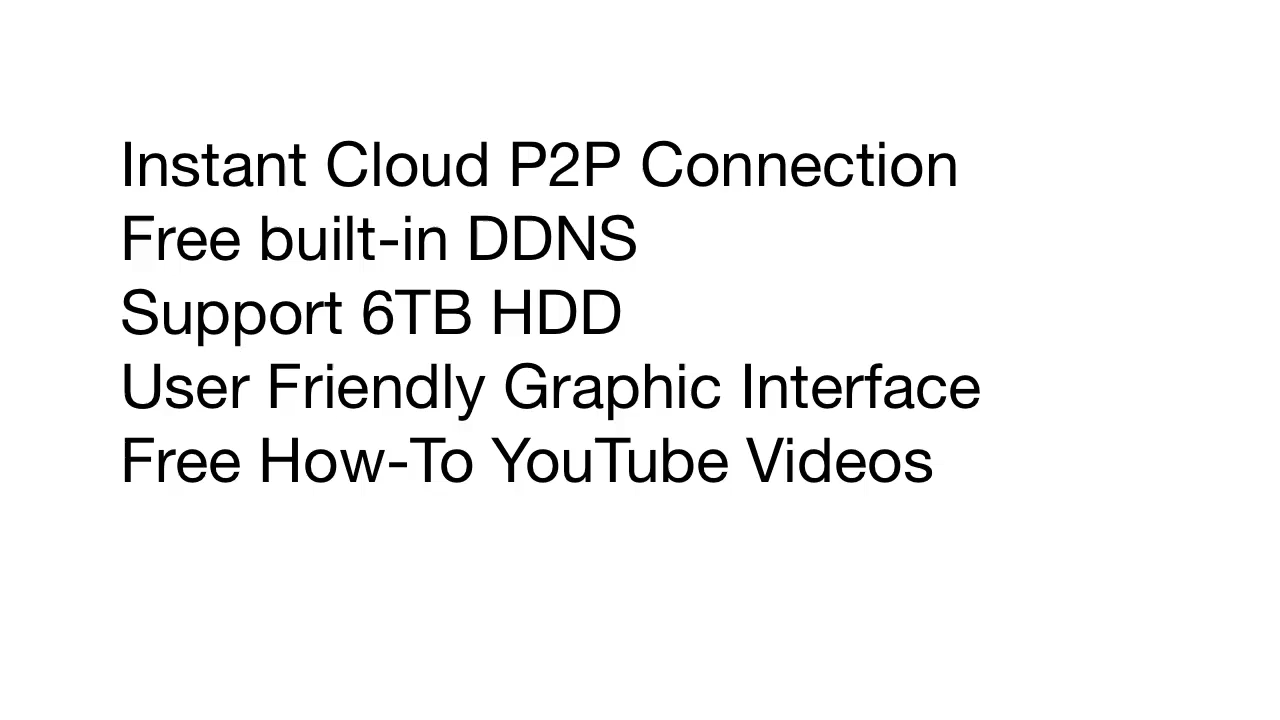 Instant Cloud P2P Connection
Free built-in DDNS
Support 6TB HDD
User Friendly Graphic Interface
Free How-To YouTube Videos